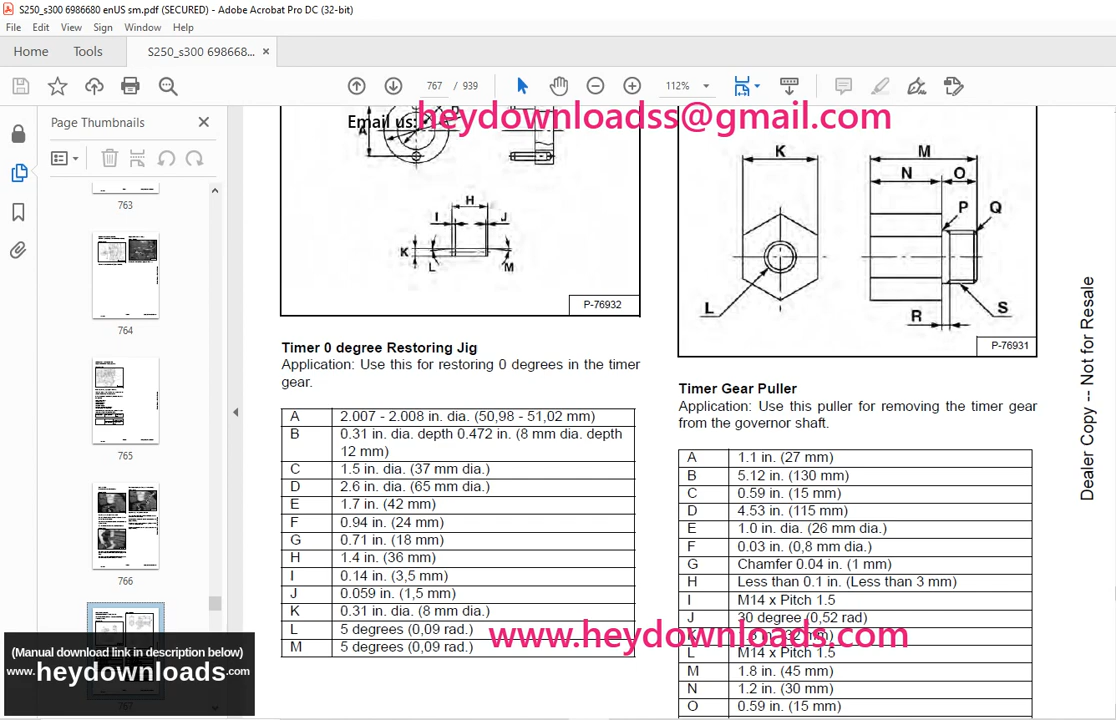 S250_s300 6986680 enUS sm.pdf (SECURED) - Adobe Acrobat Pro DC (32-bit)
File Edit View Sign Window Help
Home Tools S250_s300 698668... ×
767 / 939 112%
Page Thumbnails
763
764
765
766
767
Email us: heydownloadss@gmail.com
A
H
I J
K
L M
P-76932
Timer 0 degree Restoring Jig
Application: Use this for restoring 0 degrees in the timer
gear.
A 2.007 - 2.008 in. dia. (50,98 - 51,02 mm)
B 0.31 in. dia. depth 0.472 in. (8 mm dia. depth
12 mm)
C 1.5 in. dia. (37 mm dia.)
D 2.6 in. dia. (65 mm dia.)
E 1.7 in. (42 mm)
F 0.94 in. (24 mm)
G 0.71 in. (18 mm)
H 1.4 in. (36 mm)
I 0.14 in. (3,5 mm)
J 0.059 in. (1,5 mm)
K 0.31 in. dia. (8 mm dia.)
L 5 degrees (0,09 rad.)
M 5 degrees (0,09 rad.)
K M
N O
P Q
L S
R
P-76931
Timer Gear Puller
Application: Use this puller for removing the timer gear
from the governor shaft.
A 1.1 in. (27 mm)
B 5.12 in. (130 mm)
C 0.59 in. (15 mm)
D 4.53 in. (115 mm)
E 1.0 in. dia. (26 mm dia.)
F 0.03 in. (0,8 mm dia.)
G Chamfer 0.04 in. (1 mm)
H Less than 0.1 in. (Less than 3 mm)
I M14 x Pitch 1.5
J 30 degree (0,52 rad)
K (32 mm)
L M14 x Pitch 1.5
M 1.8 in. (45 mm)
N 1.2 in. (30 mm)
O 0.59 in. (15 mm)
Dealer Copy -- Not for Resale
www.heydownloads.com
(Manual download link in description below)
www.heydownloads.com